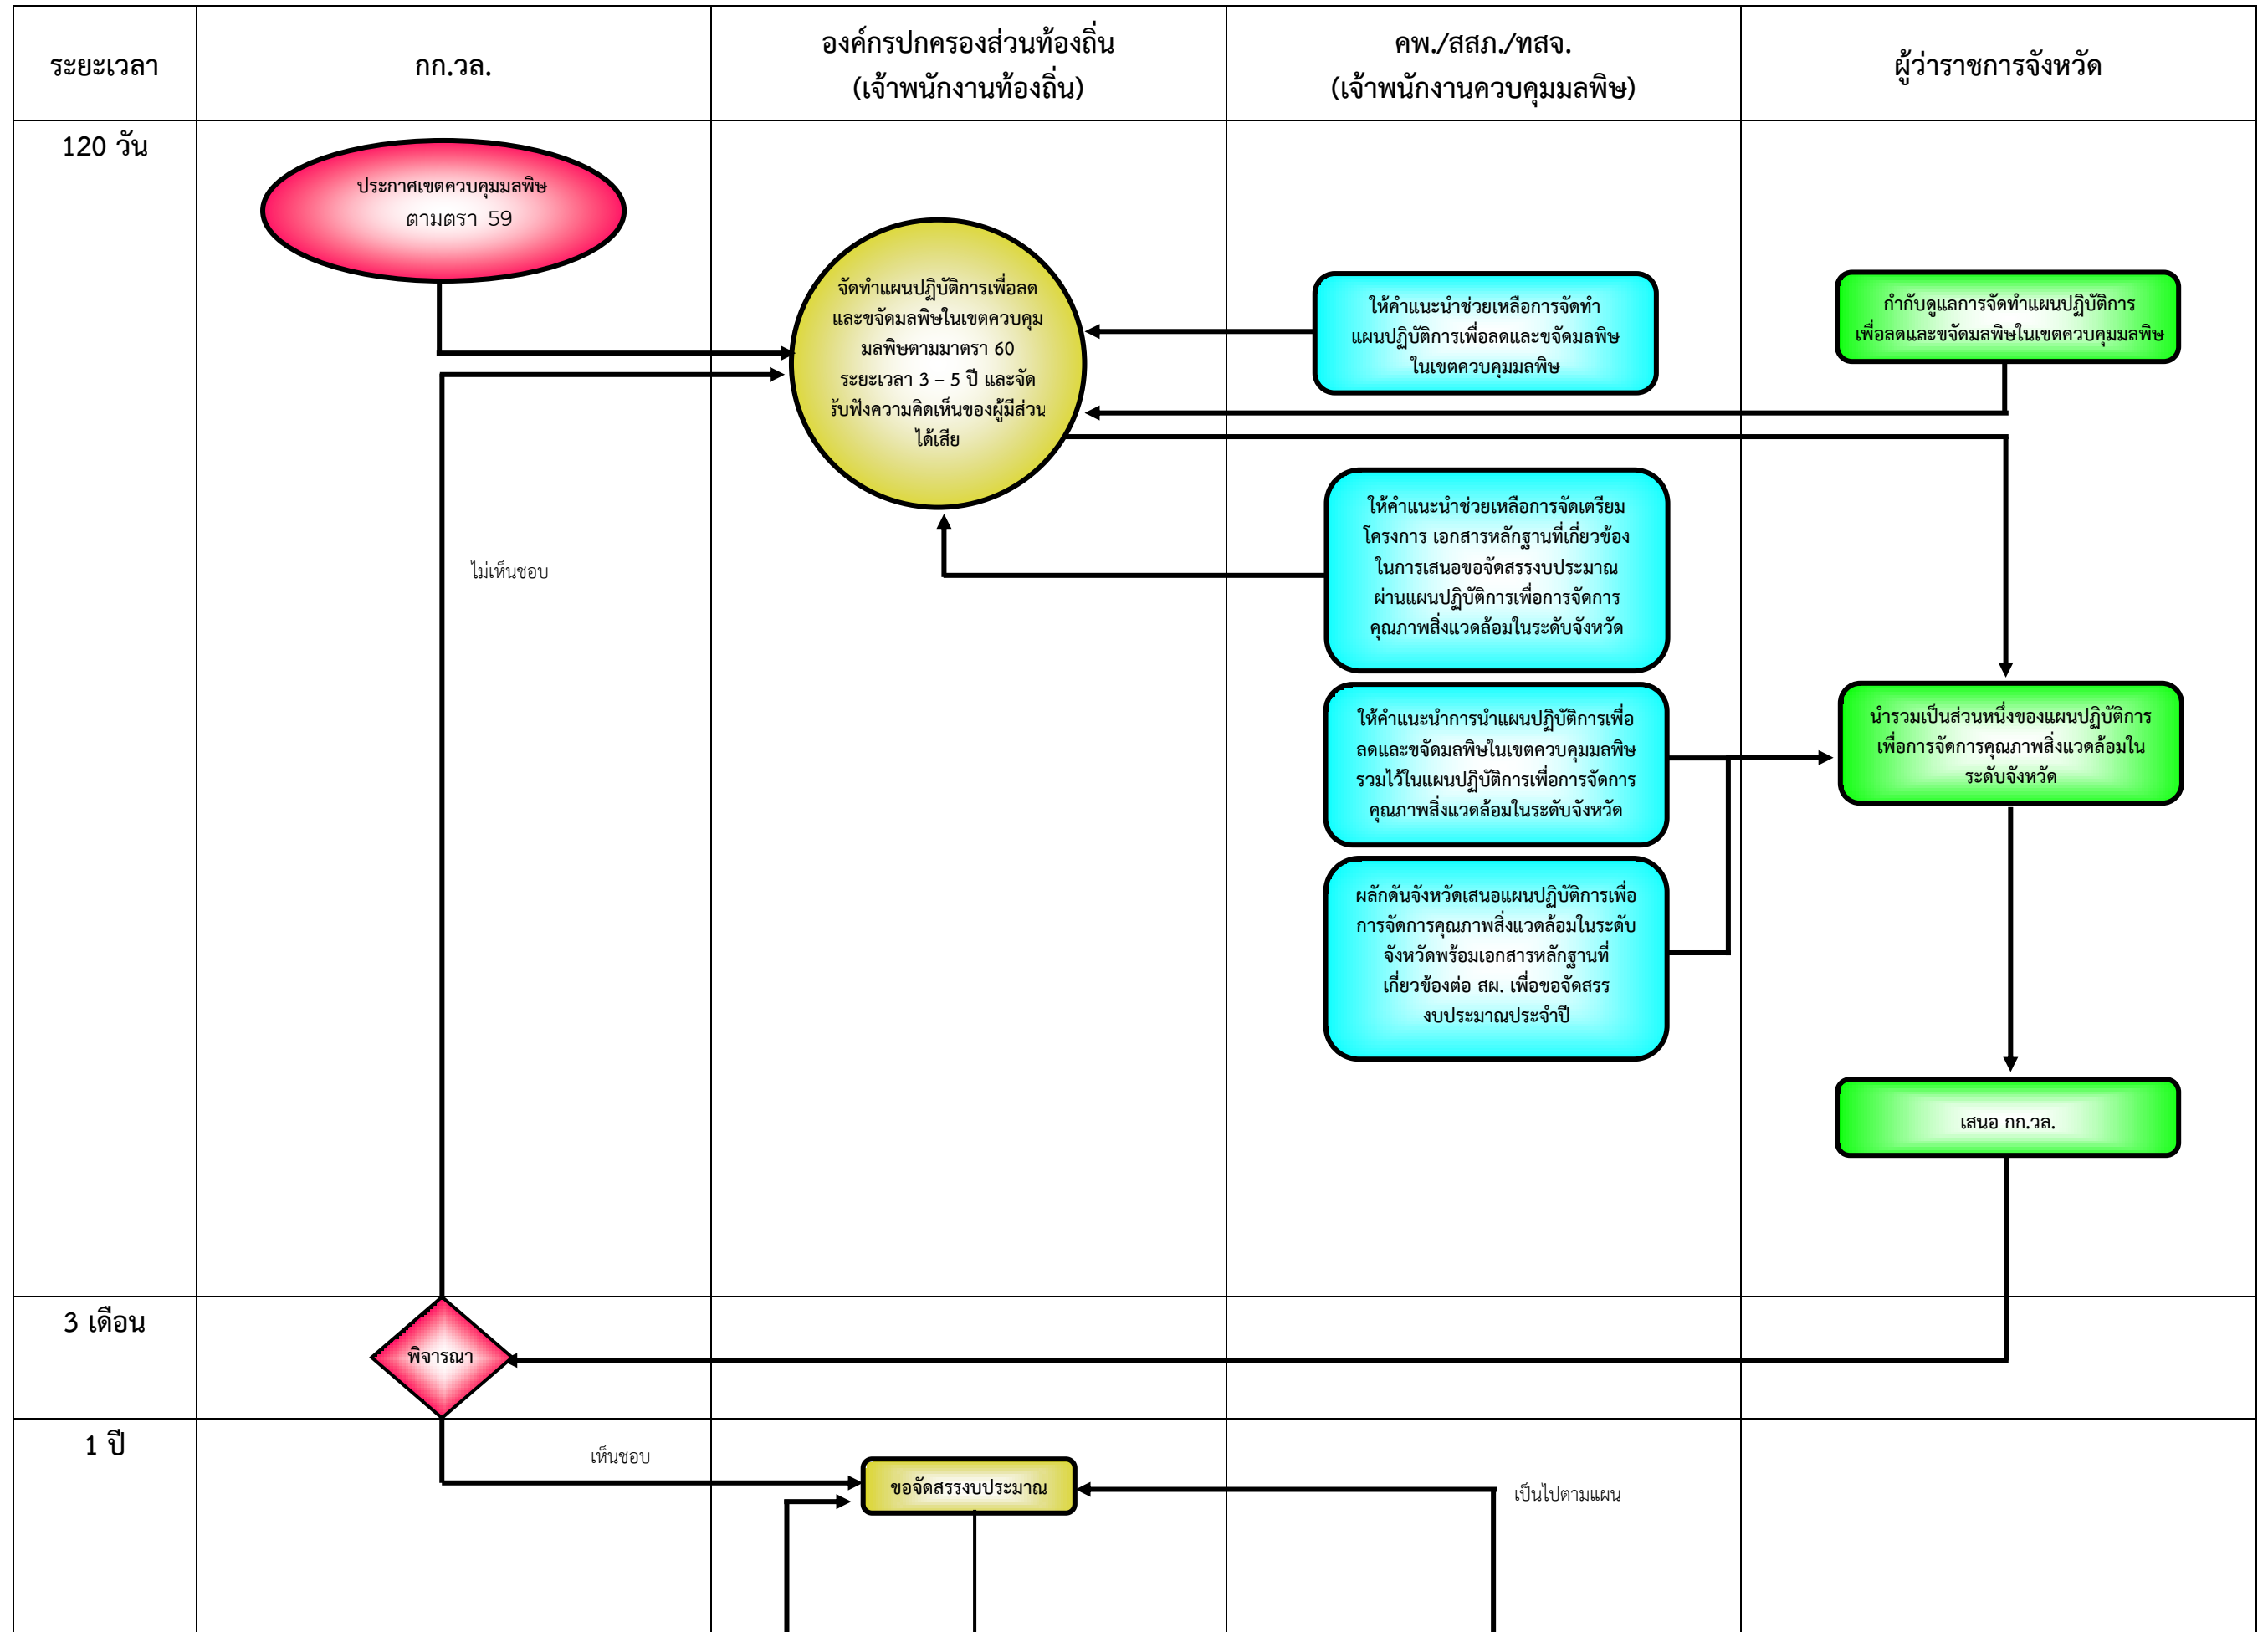 ระยะเวลา
กก.วล.
องค์กรปกครองส่วนท้องถิ่น
(เจ้าพนักงานท้องถิ่น)
คพ./สสภ./ทสจ.
(เจ้าพนักงานควบคุมมลพิษ)
ผู้ว่าราชการจังหวัด
120 วัน
ประกาศเขตควบคุมมลพิษ
ตามตรา 59
จัดทำแผนปฏิบัติการเพื่อลด
และขจัดมลพิษในเขตควบคุม
มลพิษตามมาตรา 60
ระยะเวลา 3 – 5 ปี และจัด
รับฟังความคิดเห็นของผู้มีส่วน
ได้เสีย
ให้คำแนะนำช่วยเหลือการจัดทำ
แผนปฏิบัติการเพื่อลดและขจัดมลพิษ
ในเขตควบคุมมลพิษ
กำกับดูแลการจัดทำแผนปฏิบัติการ
เพื่อลดและขจัดมลพิษในเขตควบคุมมลพิษ
ไม่เห็นชอบ
ให้คำแนะนำช่วยเหลือการจัดเตรียม
โครงการ เอกสารหลักฐานที่เกี่ยวข้อง
ในการเสนอขอจัดสรรงบประมาณ
ผ่านแผนปฏิบัติการเพื่อการจัดการ
คุณภาพสิ่งแวดล้อมในระดับจังหวัด
ให้คำแนะนำการนำแผนปฏิบัติการเพื่อ
ลดและขจัดมลพิษในเขตควบคุมมลพิษ
รวมไว้ในแผนปฏิบัติการเพื่อการจัดการ
คุณภาพสิ่งแวดล้อมในระดับจังหวัด
นำรวมเป็นส่วนหนึ่งของแผนปฏิบัติการ
เพื่อการจัดการคุณภาพสิ่งแวดล้อมใน
ระดับจังหวัด
ผลักดันจังหวัดเสนอแผนปฏิบัติการเพื่อ
การจัดการคุณภาพสิ่งแวดล้อมในระดับ
จังหวัดพร้อมเอกสารหลักฐานที่
เกี่ยวข้องต่อ สผ. เพื่อขอจัดสรร
งบประมาณประจำปี
เสนอ กก.วล.
3 เดือน
พิจารณา
1 ปี
เห็นชอบ
ขอจัดสรรงบประมาณ
เป็นไปตามแผน